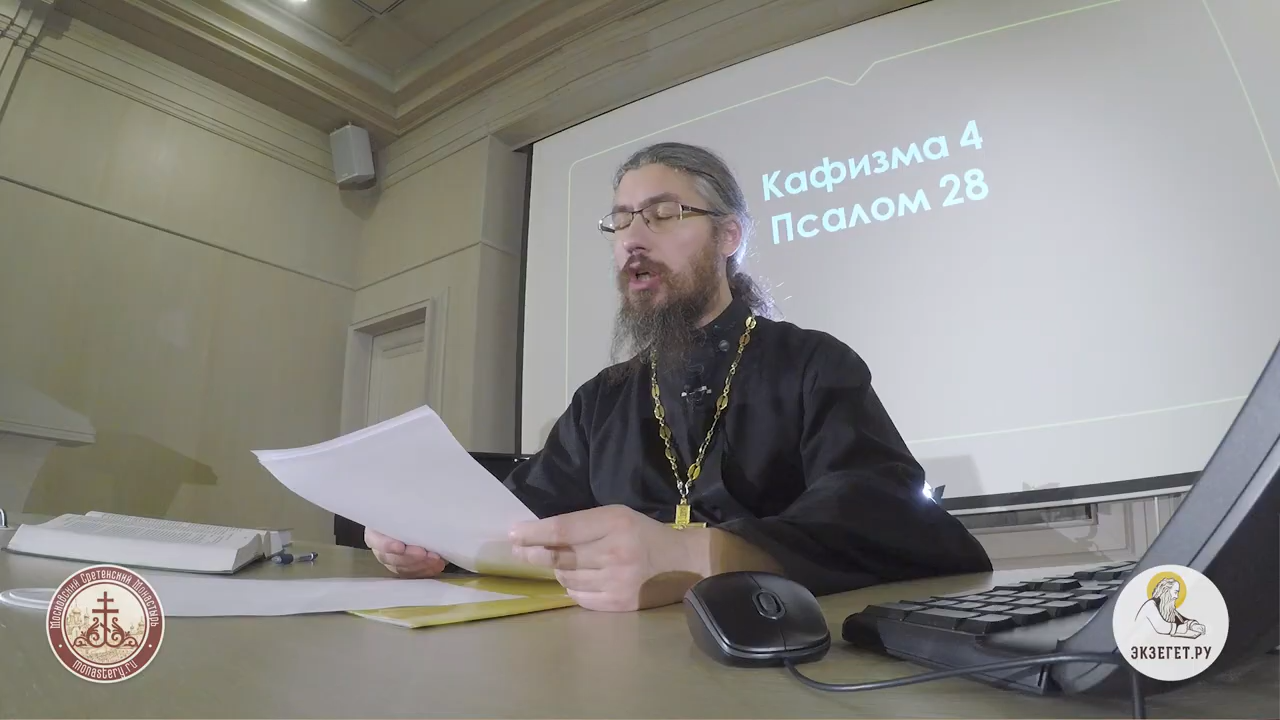 Кафизма 4
Псалом 28
Московский Сретенский Монастырь
monastery.ru
ЭКЗЕГЕТ.РУ